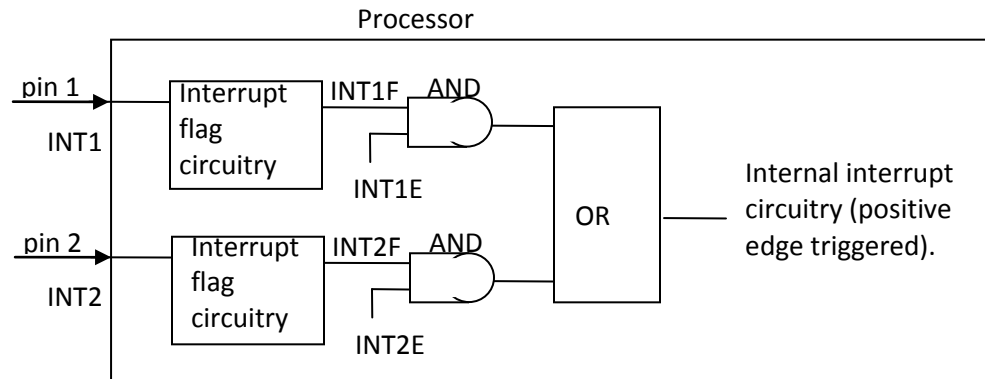 Processor
pin 1
INT1
Interrupt
flag
circuitry
INT1F
AND
INT1E
pin 2
INT2
Interrupt
flag
circuitry
INT2F
AND
INT2E
OR
Internal interrupt
circuitry (positive
edge triggered).